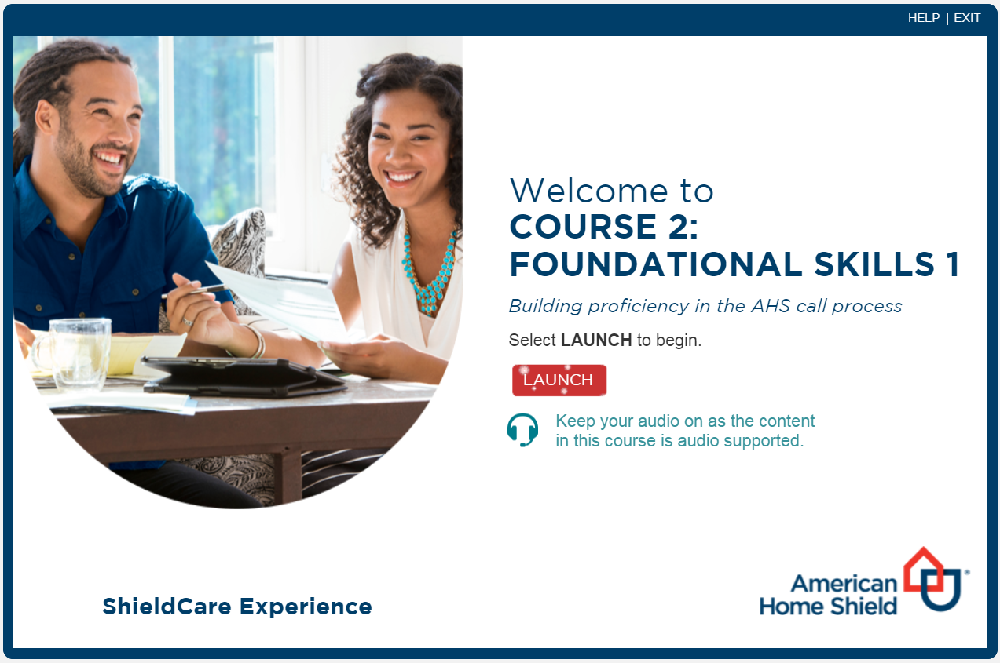 HELP | EXIT
Welcome to
COURSE 2:
FOUNDATIONAL SKILLS 1
Building proficiency in the AHS call process
Select LAUNCH to begin.
LAUNCH
Keep your audio on as the content
in this course is audio supported.
ShieldCare Experience
American
Home Shield®